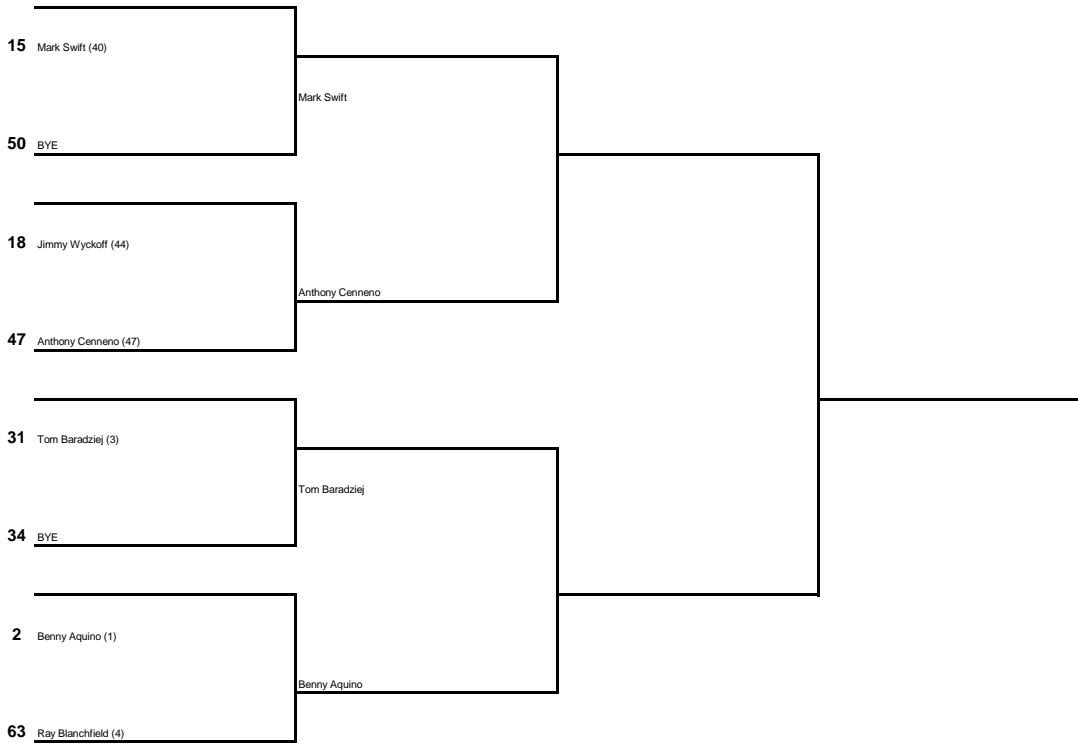 15 Mark Swift (40)
Mark Swift
50 BYE
18 Jimmy Wyckoff (44)
Anthony Cenneno
47 Anthony Cenneno (47)
31 Tom Baradziej (3)
Tom Baradziej
34 BYE
2 Benny Aquino (1)
Benny Aquino
63 Ray Blanchfield (4)